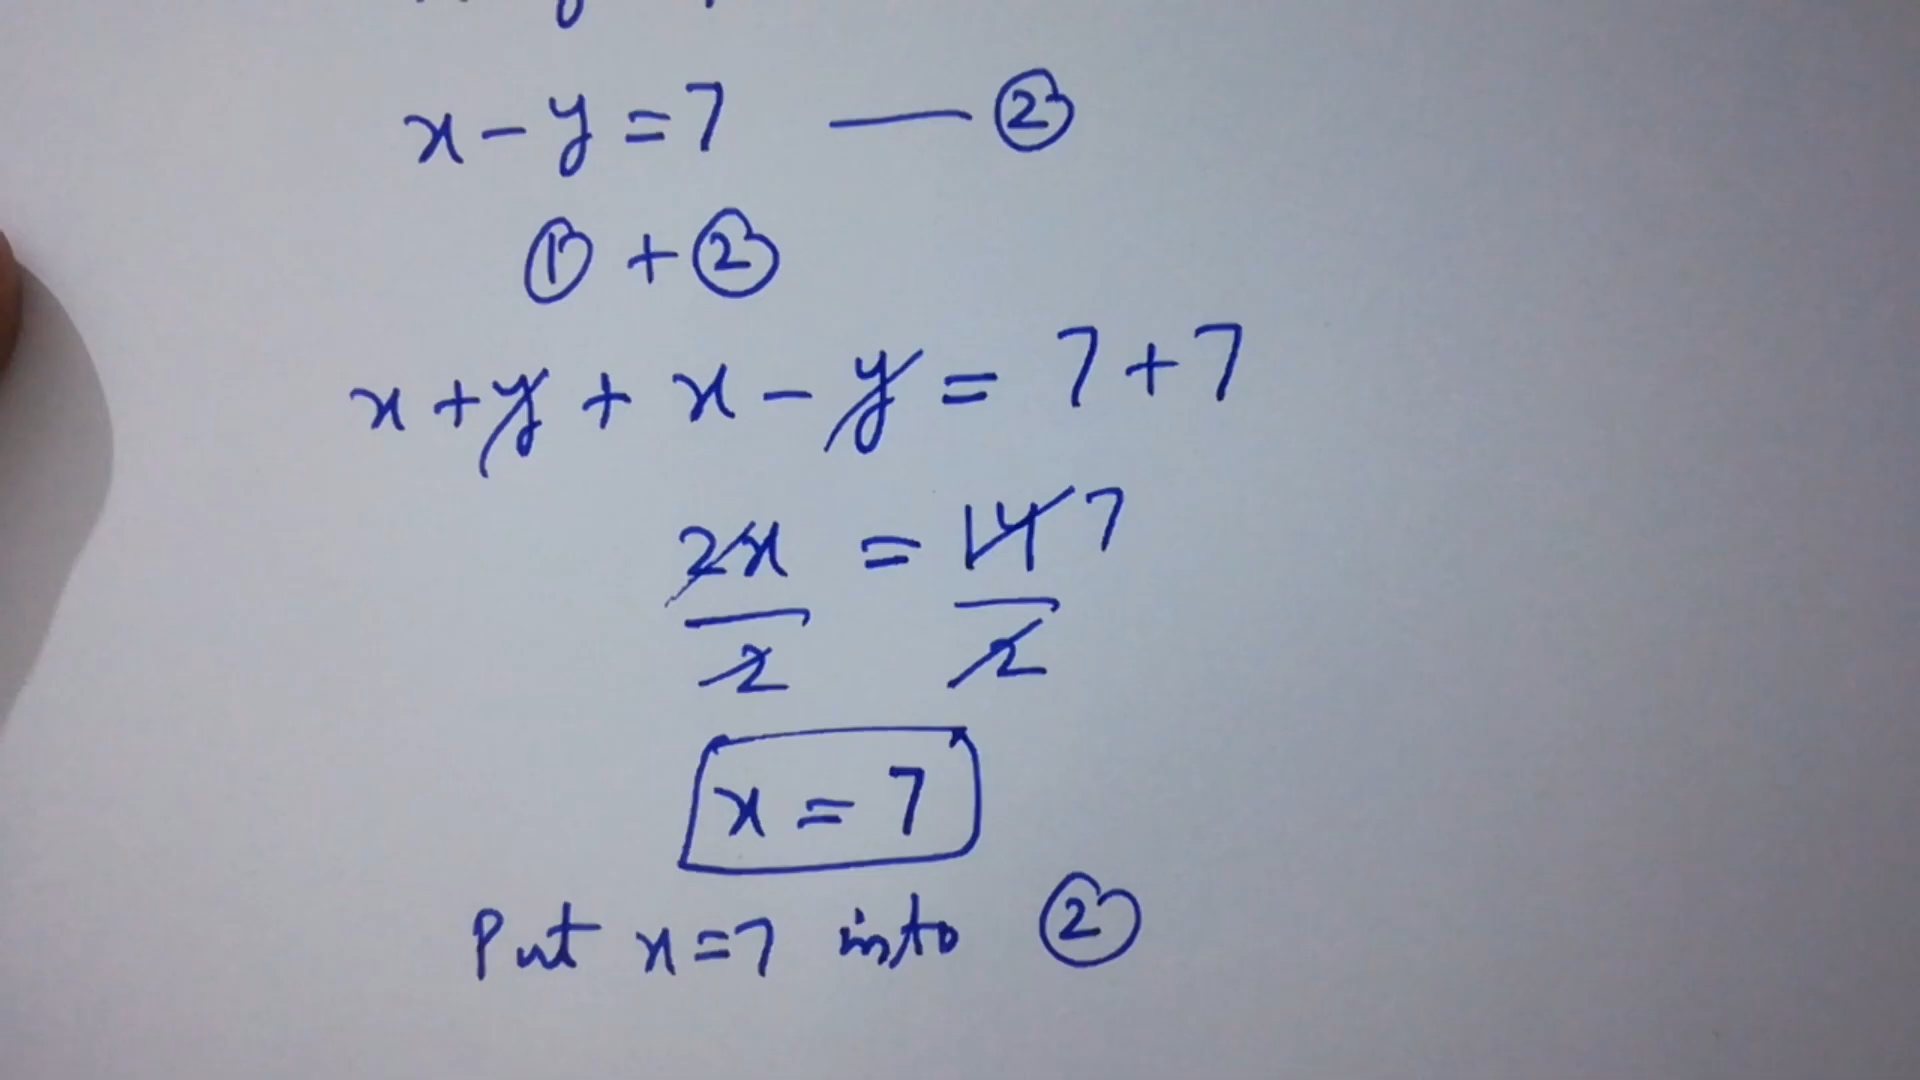 x - y = 7 —— ②
① + ②
x + y + x - y = 7 + 7
2x = 14 7
2 2
x = 7
Put x = 7 into ②